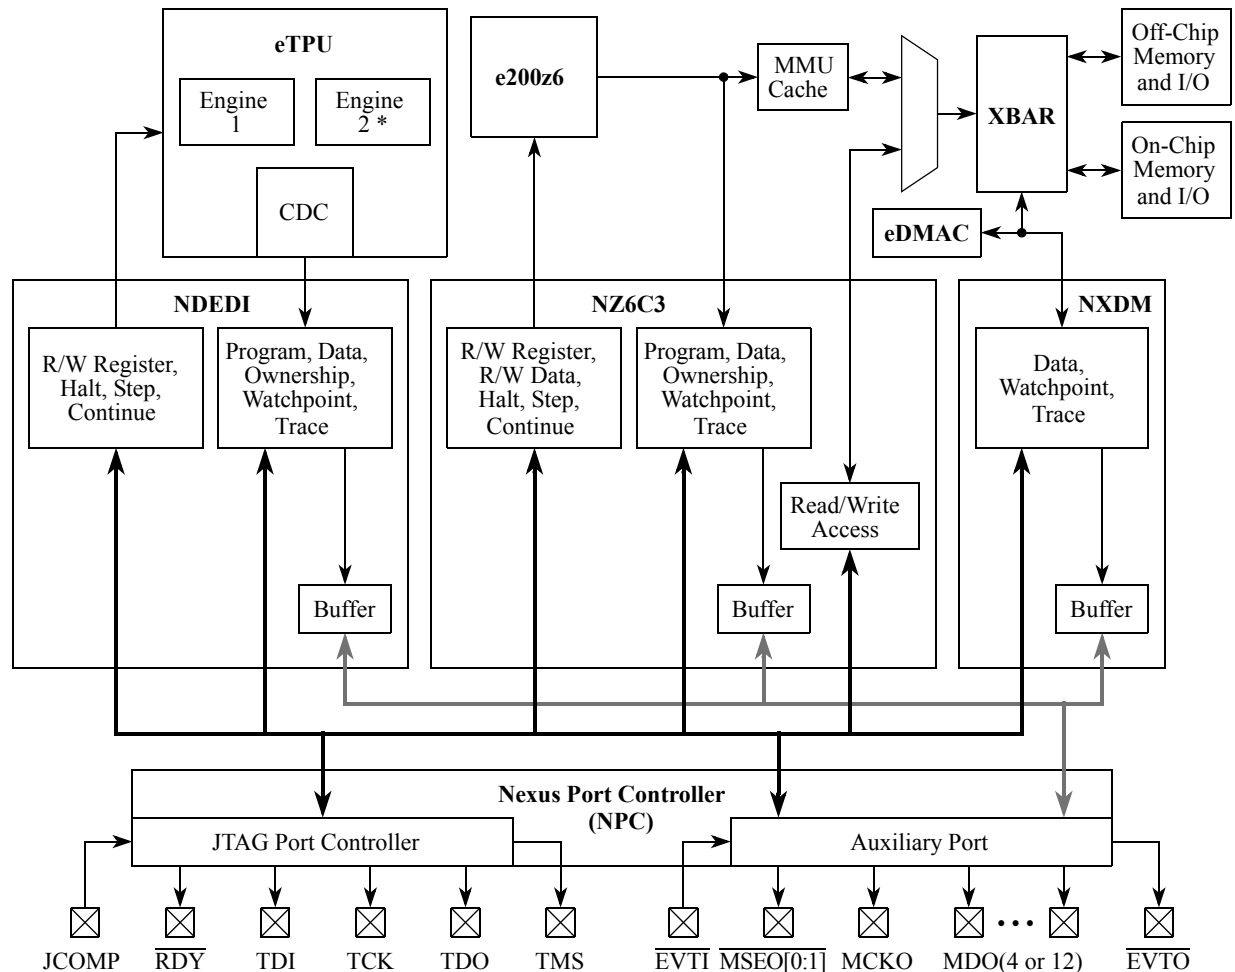 eTPU
Engine
1
Engine
2 *
CDC
e200z6
MMU
Cache
XBAR
Off-Chip
Memory
and I/O
On-Chip
Memory
and I/O
eDMAC
NDEDI
R/W Register,
Halt, Step,
Continue
Program, Data,
Ownership,
Watchpoint,
Trace
Buffer
NZ6C3
R/W Register,
R/W Data,
Halt, Step,
Continue
Program, Data,
Ownership,
Watchpoint,
Trace
Read/Write
Access
Buffer
NXDM
Data,
Watchpoint,
Trace
Buffer
Nexus Port Controller
(NPC)
JTAG Port Controller
Auxiliary Port
JCOMP
RDY
TDI
TCK
TDO
TMS
EVTI
MSEO[0:1]
MCKO
MDO(4 or 12)
EVTO